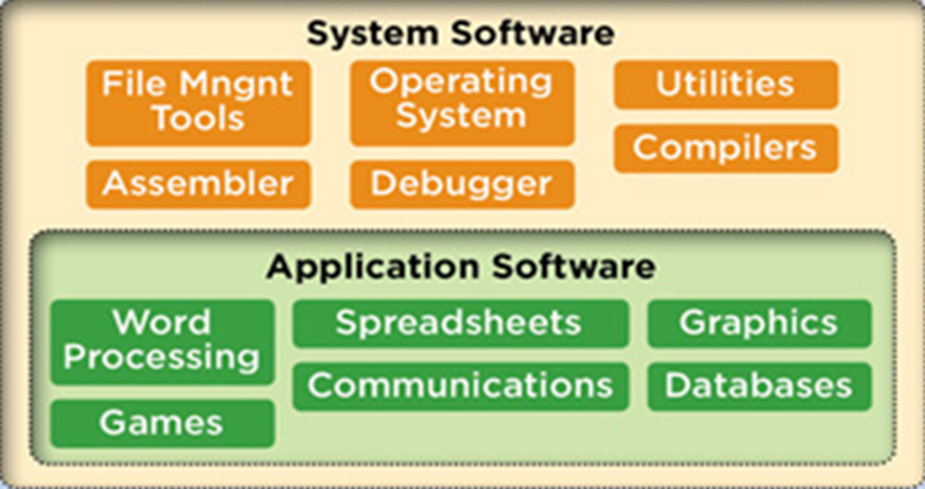 System Software
File Mngnt
Tools
Operating
System
Utilities
Compilers
Assembler
Debugger
Application Software
Word
Processing
Spreadsheets
Graphics
Communications
Databases
Games